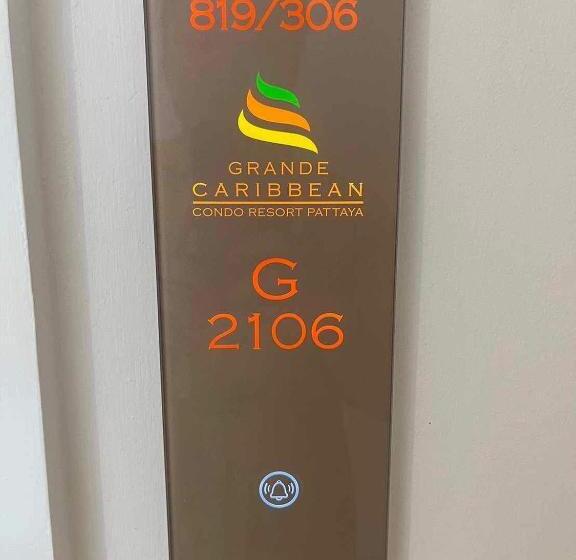 819/306
GRANDE
CARIBBEAN
CONDO RESORT PATTAYA
G
2106